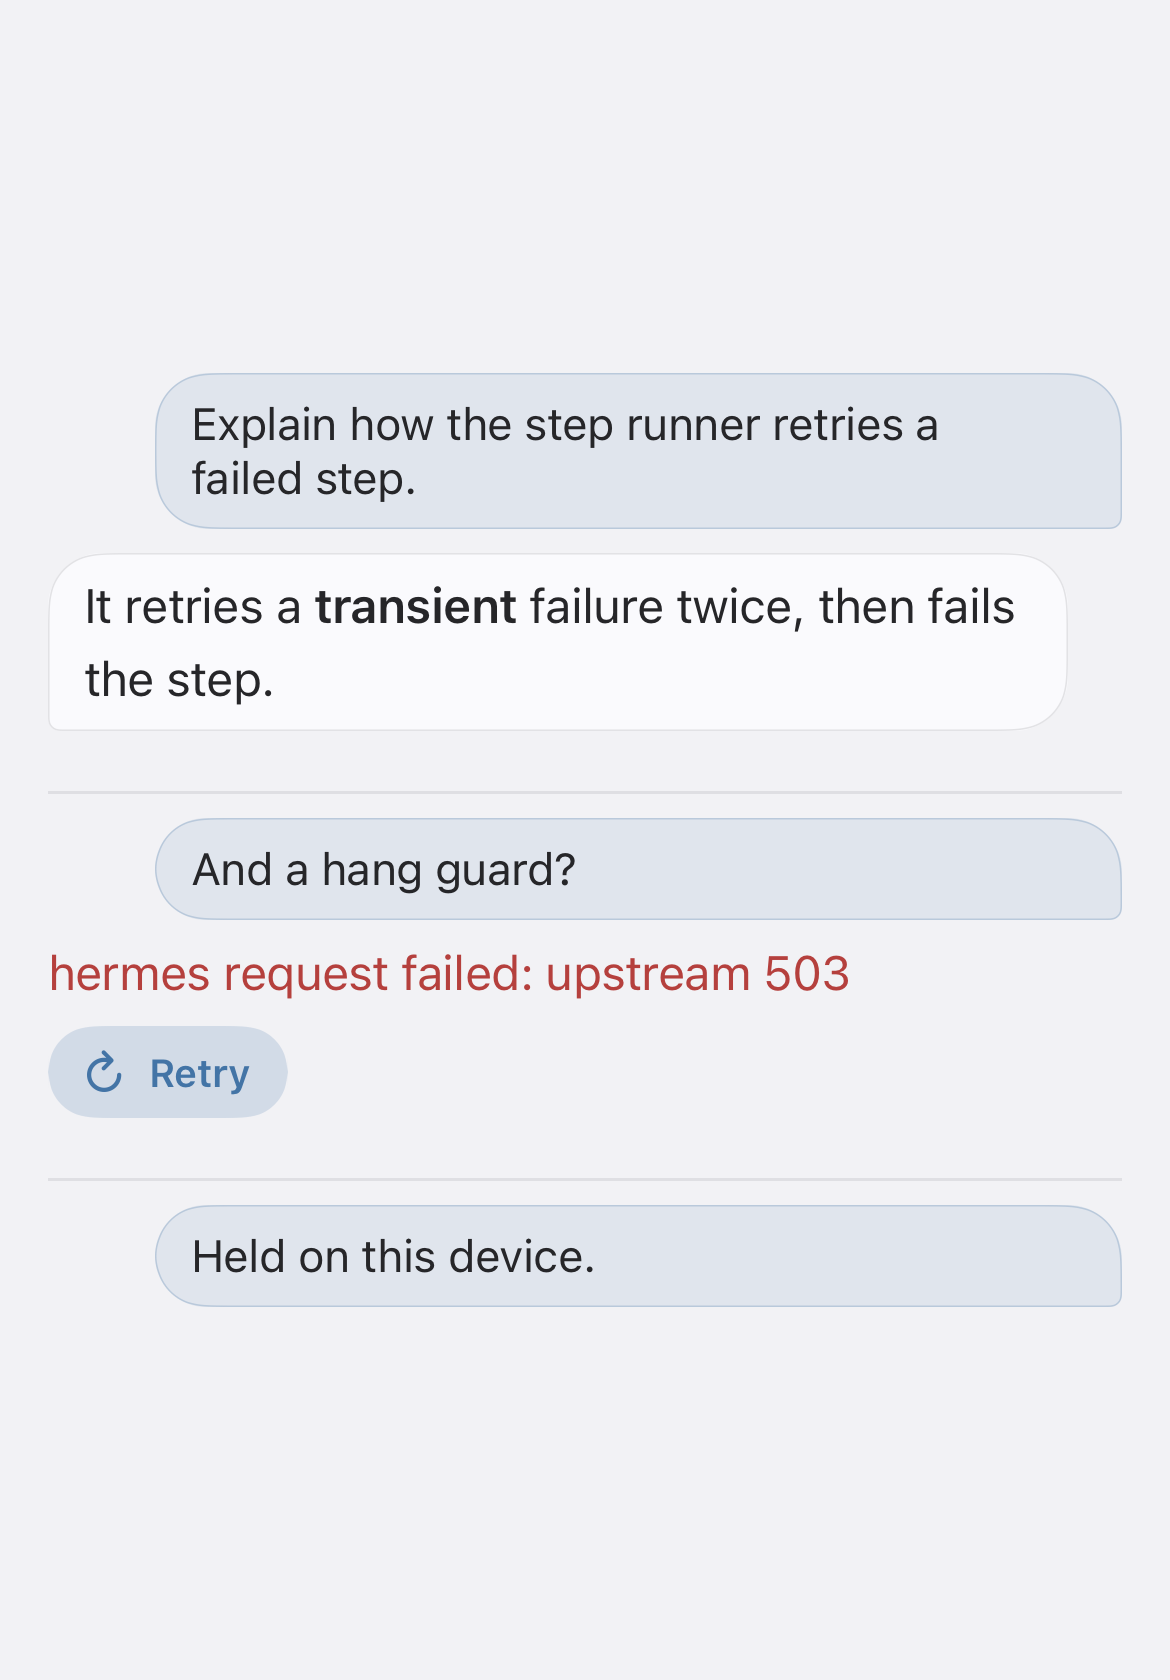 Explain how the step runner retries a
failed step.
It retries a transient failure twice, then fails
the step.
And a hang guard?
hermes request failed: upstream 503
Retry
Held on this device.